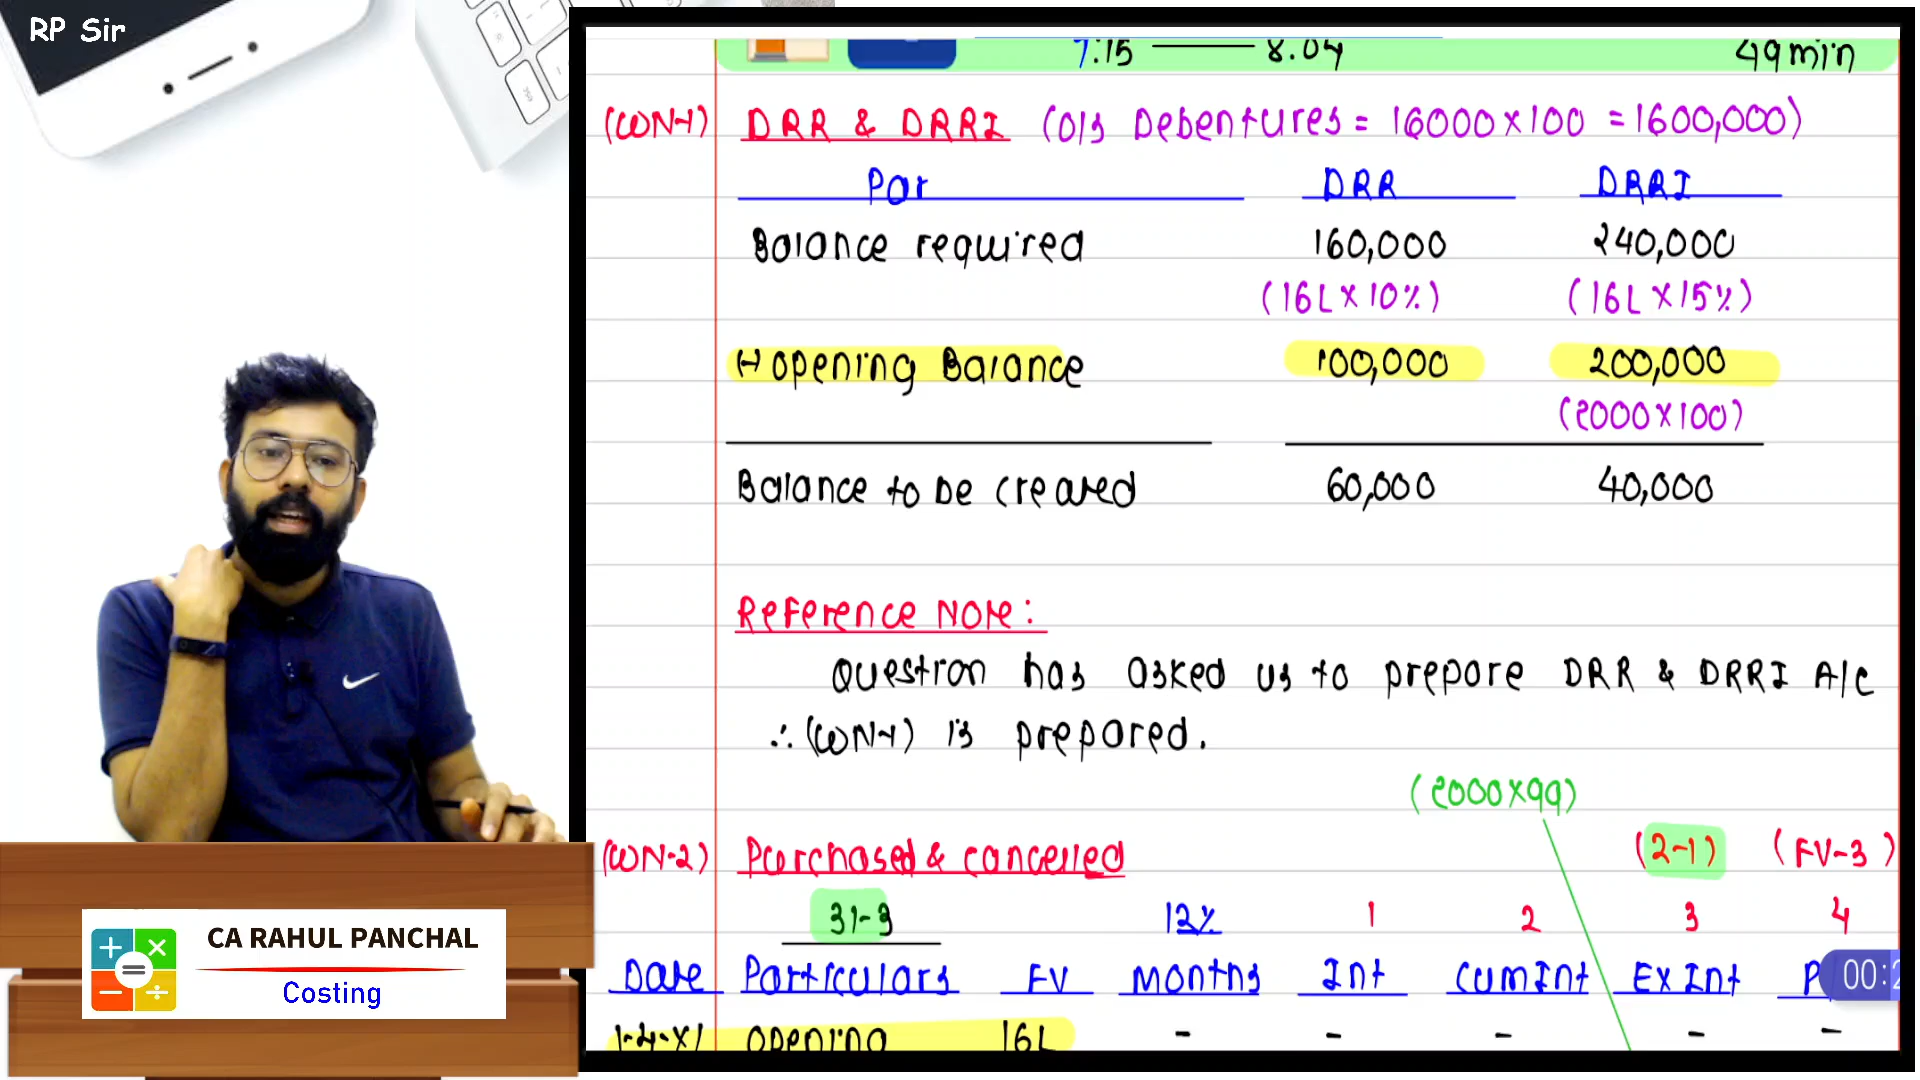 RP Sir
7.15 —— 8.04 49 min
(WN-1) DRR & DRRI (O/s Debentures = 16000 x 100 = 1600,000)
Par DRR DRRI
Balance required 160,000 240,000
(16L x 10%) (16L x 15%)
(-) opening Balance 100,000 200,000
(2000 x 100)
Balance to be created 60,000 40,000
Reference Note:
Question has asked us to prepare DRR & DRRI A/c
∴ (WN-1) is prepared.
(2000 x 99)
(WN-2) Purchased & cancelled (2-1) (FV-3)
31-3 12% 1 2 3 4
Date Particulars FV Months Int cumInt Ex Int P
1-4-x1 opening 16L - - - - -
00:2
CA RAHUL PANCHAL
Costing